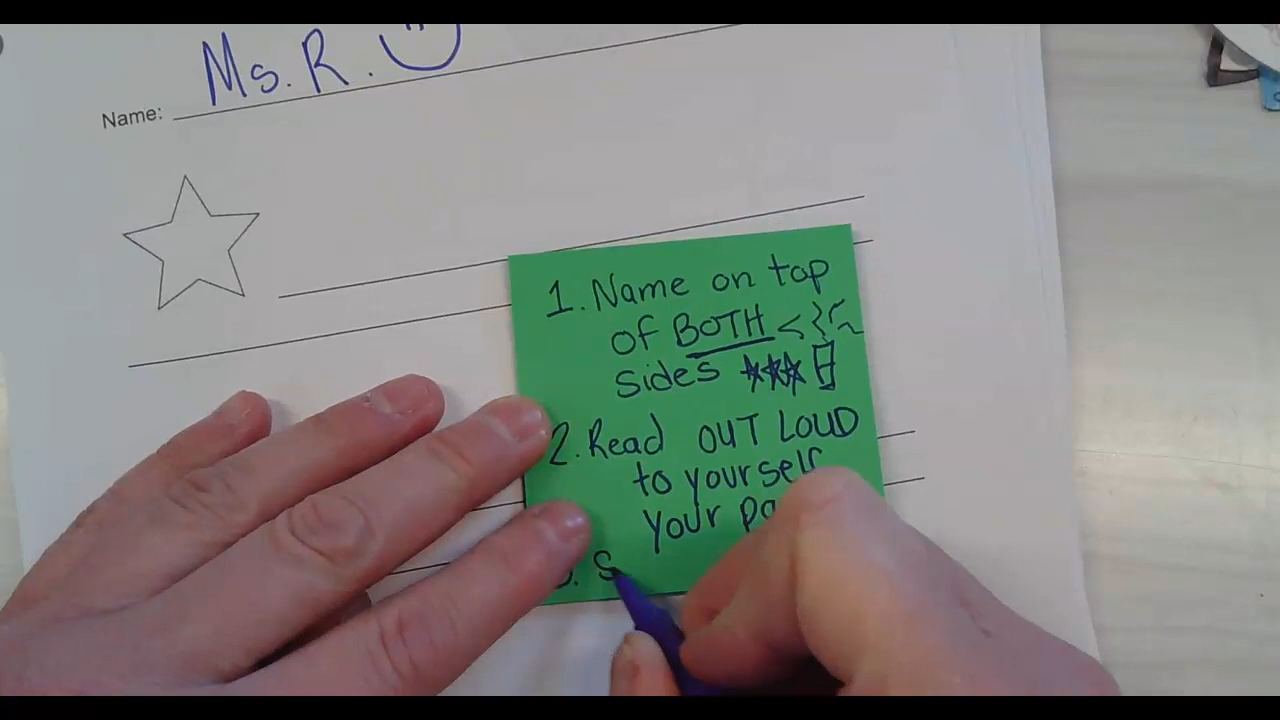 Ms. R.
Name:
1. Name on top
of BOTH
sides
2. Read OUT LOUD
to yourself
your
S